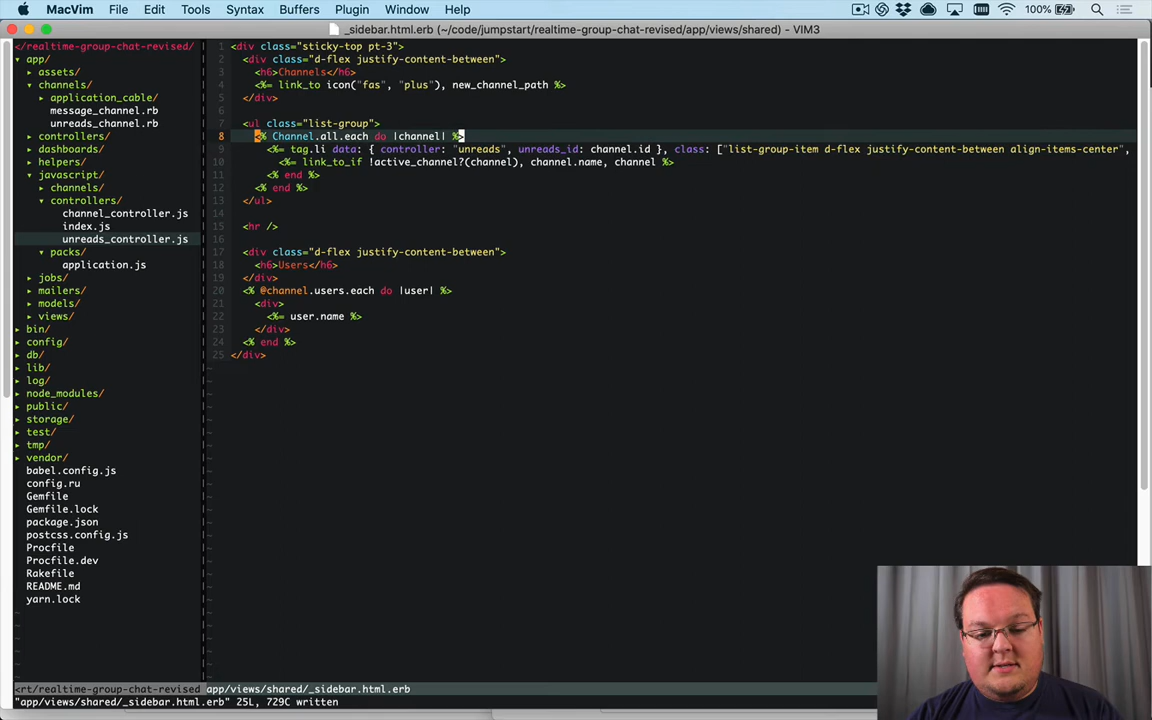 MacVim File Edit Tools Syntax Buffers Plugin Window Help 100%
_sidebar.html.erb (~/code/jumpstart/realtime-group-chat-revised/app/views/shared) - VIM3
</realtime-group-chat-revised/
▾ app/
▸ assets/
▾ channels/
▸ application_cable/
message_channel.rb
unreads_channel.rb
▸ controllers/
▸ dashboards/
▸ helpers/
▾ javascript/
▸ channels/
▾ controllers/
channel_controller.js
index.js
unreads_controller.js
▾ packs/
application.js
▸ jobs/
▸ mailers/
▸ models/
▸ views/
▸ bin/
▸ config/
▸ db/
▸ lib/
▸ log/
▸ node_modules/
▸ public/
▸ storage/
▸ test/
▸ tmp/
▸ vendor/
babel.config.js
config.ru
Gemfile
Gemfile.lock
package.json
postcss.config.js
Procfile
Procfile.dev
Rakefile
README.md
yarn.lock
1 <div class="sticky-top pt-3">
2 <div class="d-flex justify-content-between">
3 <h6>Channels</h6>
4 <%= link_to icon("fas", "plus"), new_channel_path %>
5 </div>
6
7 <ul class="list-group">
8 <% Channel.all.each do |channel| %>
9 <%= tag.li data: { controller: "unreads", unreads_id: channel.id }, class: ["list-group-item d-flex justify-content-between align-items-center",
10 <%= link_to_if !active_channel?(channel), channel.name, channel %>
11 <% end %>
12 <% end %>
13 </ul>
14
15 <hr />
16
17 <div class="d-flex justify-content-between">
18 <h6>Users</h6>
19 </div>
20 <% @channel.users.each do |user| %>
21 <div>
22 <%= user.name %>
23 </div>
24 <% end %>
25 </div>
<rt/realtime-group-chat-revised app/views/shared/_sidebar.html.erb
"app/views/shared/_sidebar.html.erb" 25L, 729C written